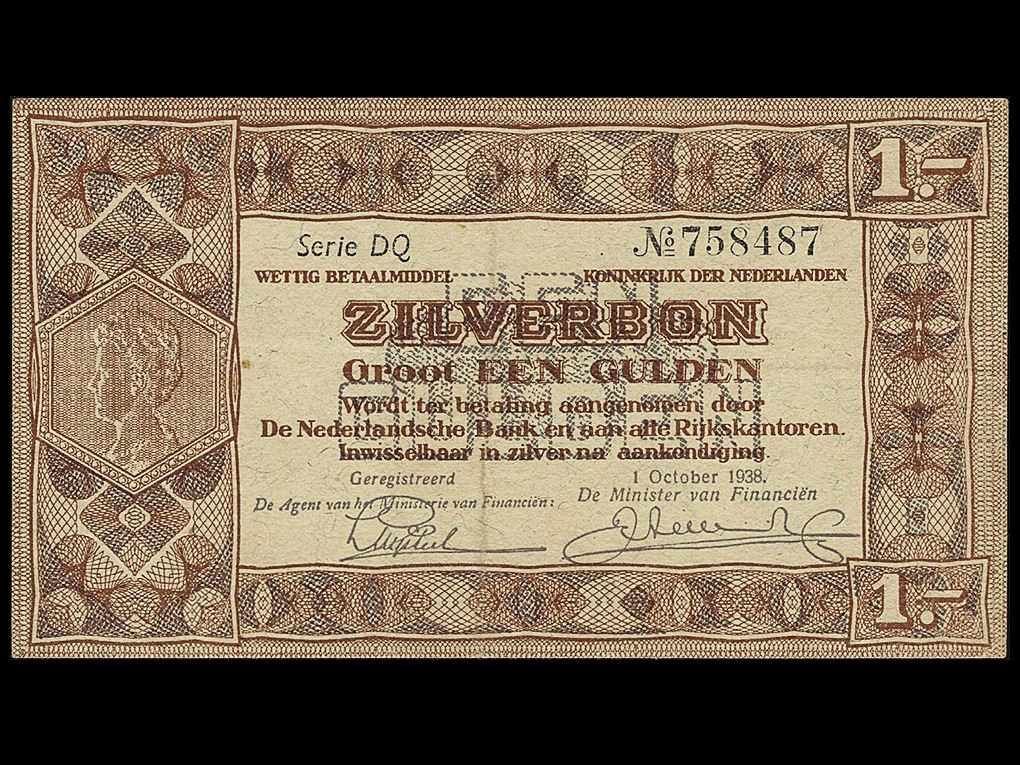 1.-
Serie DQ
№ 758487
WETTIG BETAALMIDDEL
KONINKRIJK DER NEDERLANDEN
ZILVERBON
Groot EEN GULDEN
Wordt ter betaling aangenomen door
De Nederlandsche Bank en aan alle Rijkskantoren.
Inwisselbaar in zilver na aankondiging.
Geregistreerd
1 October 1938.
De Agent van het Ministerie van Financiën:
De Minister van Financiën
1.-